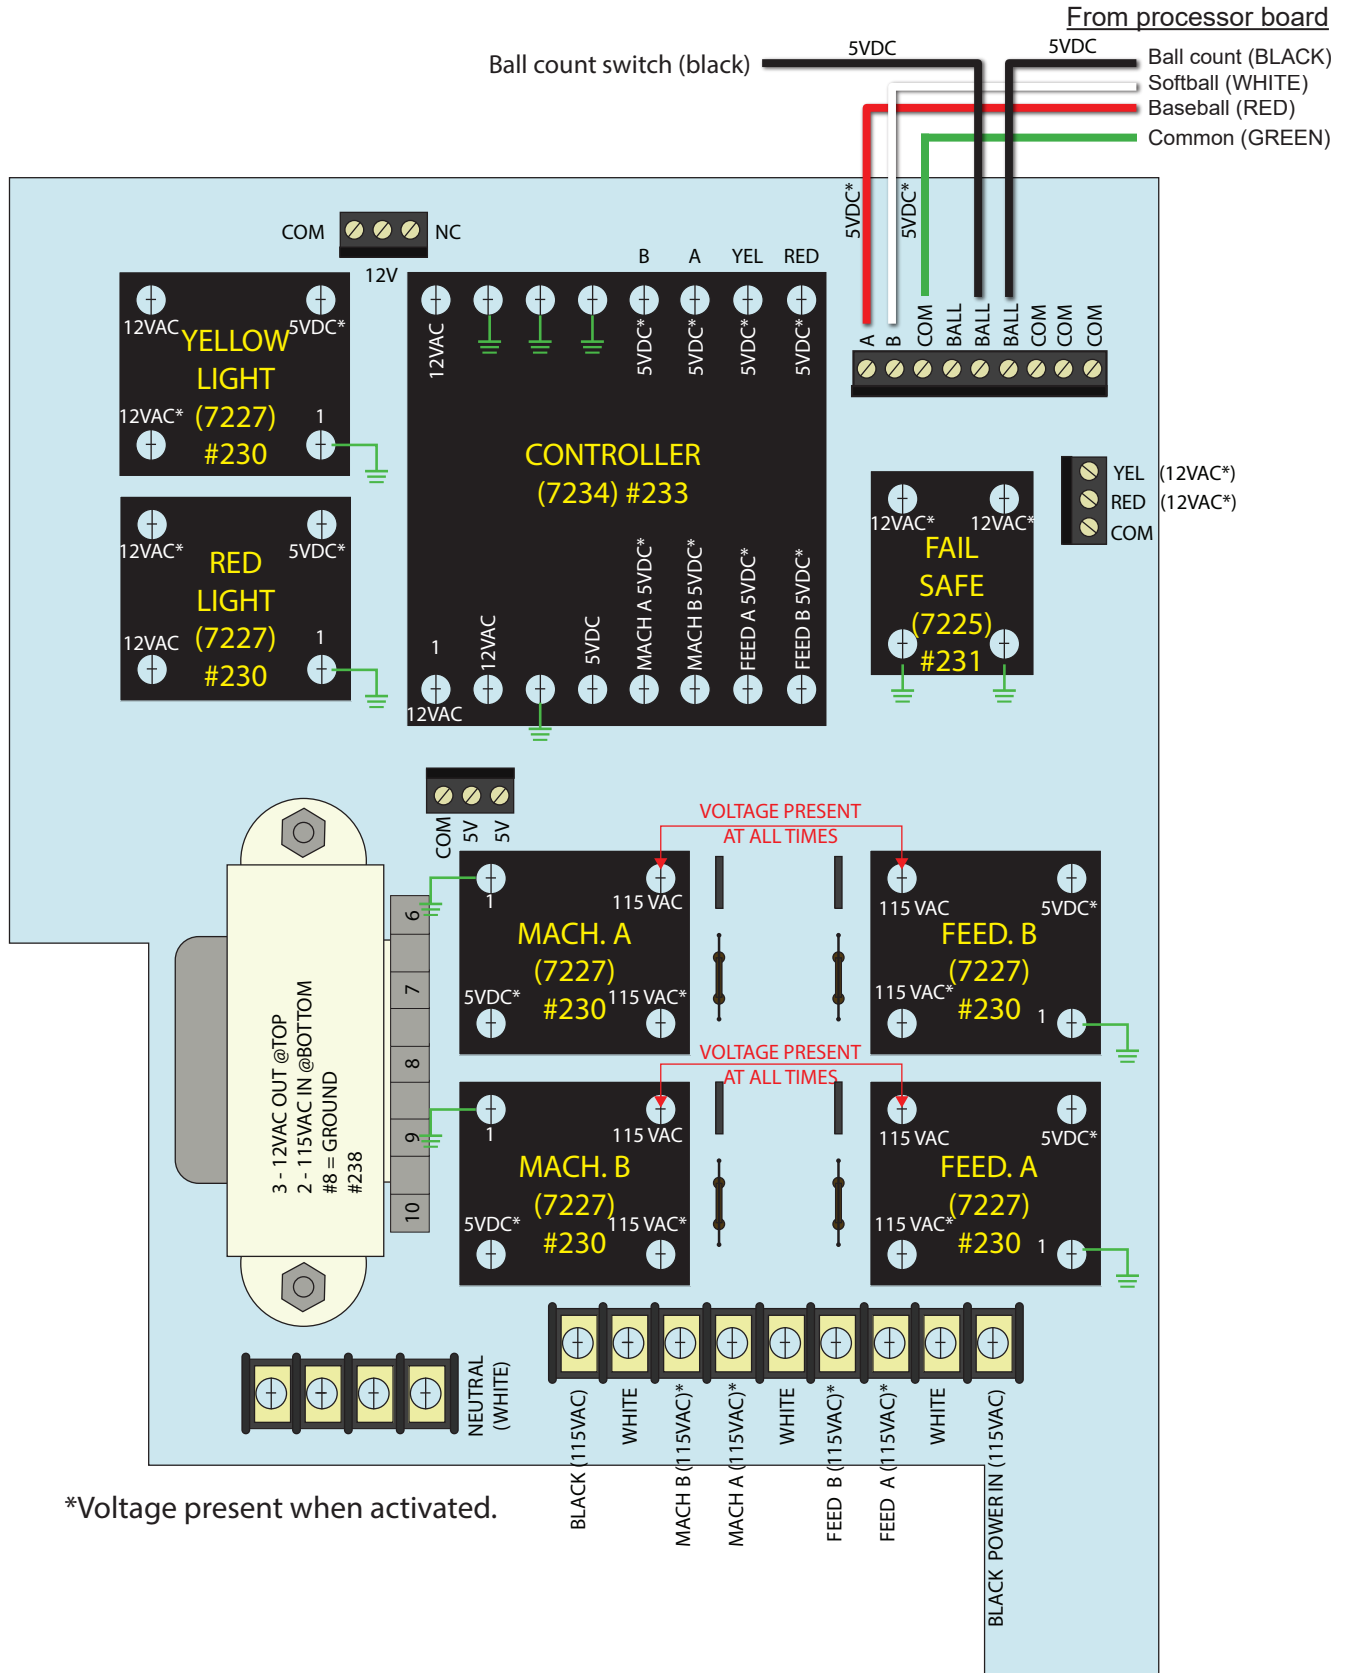 From processor board
5VDC
5VDC
Ball count switch (black)
Ball count (BLACK)
Softball (WHITE)
Baseball (RED)
Common (GREEN)
5VDC*
5VDC*
COM
NC
12V
A
B
COM
BALL
BALL
BALL
COM
COM
COM
12VAC
5VDC*
YELLOW
LIGHT
(7227)
#230
12VAC*
1
12VAC*
5VDC*
RED
LIGHT
(7227)
#230
12VAC
1
B
A
YEL
RED
12VAC
5VDC*
5VDC*
5VDC*
5VDC*
CONTROLLER
(7234) #233
1
12VAC
12VAC
5VDC
MACH A 5VDC*
MACH B 5VDC*
FEED A 5VDC*
FEED B 5VDC*
YEL (12VAC*)
RED (12VAC*)
COM
12VAC*
12VAC*
FAIL
SAFE
(7225)
#231
COM
5V
5V
VOLTAGE PRESENT
AT ALL TIMES
1
115 VAC
MACH. A
(7227)
#230
5VDC*
115 VAC*
115 VAC
5VDC*
FEED. B
(7227)
#230
115 VAC*
1
VOLTAGE PRESENT
AT ALL TIMES
1
115 VAC
MACH. B
(7227)
#230
5VDC*
115 VAC*
115 VAC
5VDC*
FEED. A
(7227)
#230
115 VAC*
1
3 - 12VAC OUT @TOP
2 - 115VAC IN @BOTTOM
#8 = GROUND
#238
6
7
8
9
10
NEUTRAL
(WHITE)
BLACK (115VAC)
WHITE
MACH B (115VAC)*
MACH A (115VAC)*
WHITE
FEED B (115VAC)*
FEED A (115VAC)*
WHITE
BLACK POWER IN (115VAC)
*Voltage present when activated.